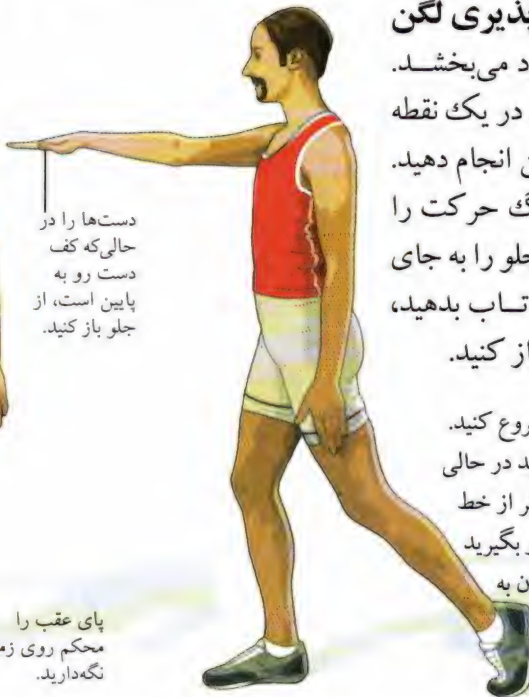 پذیری لگن
د می‌بخشد.
در یک نقطه
ن انجام دهید.
گ حرکت را
جلو را به جای
تاب بدهید،
از کنید.
روع کنید.
ند در حالی
ر از خط
و بگیرید
ن به
دست‌ها را در
حالی‌که کف
دست رو به
پایین است، از
جلو باز کنید.
پای عقب را
محکم روی زم
نگه‌دارید.